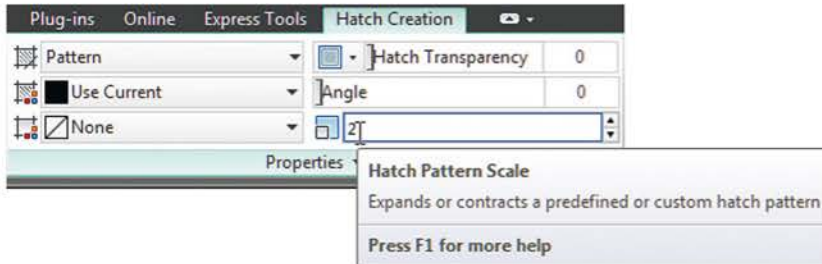 Plug-ins Online Express Tools Hatch Creation
Pattern Hatch Transparency 0
Use Current Angle 0
None 2
Properties
Hatch Pattern Scale
Expands or contracts a predefined or custom hatch pattern
Press F1 for more help